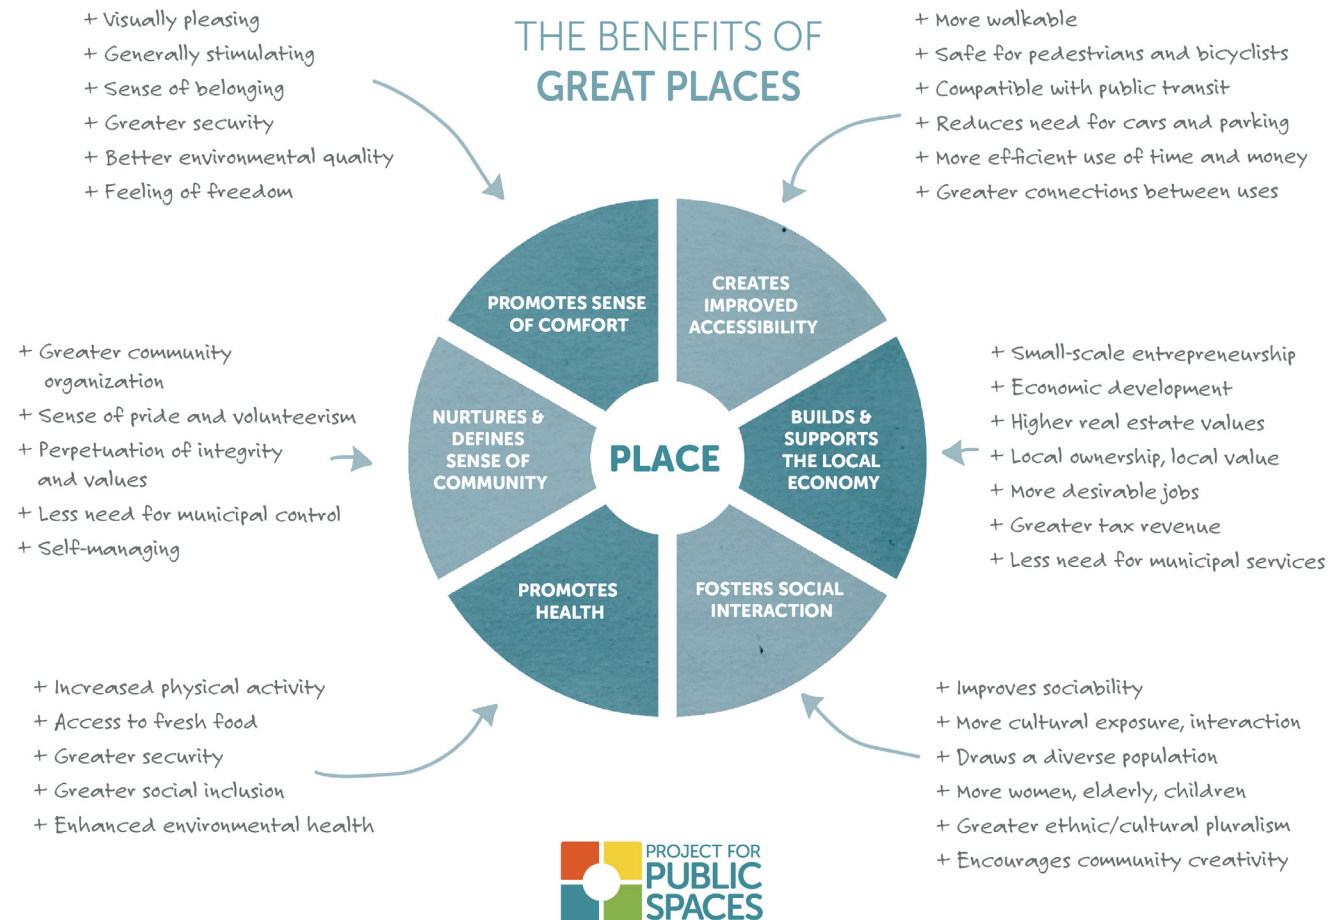 THE BENEFITS OF
GREAT PLACES
+ Visually pleasing
+ Generally stimulating
+ Sense of belonging
+ Greater security
+ Better environmental quality
+ Feeling of freedom
+ More walkable
+ Safe for pedestrians and bicyclists
+ Compatible with public transit
+ Reduces need for cars and parking
+ More efficient use of time and money
+ Greater connections between uses
PROMOTES SENSE
OF COMFORT
CREATES
IMPROVED
ACCESSIBILITY
+ Greater community
organization
+ Sense of pride and volunteerism
+ Perpetuation of integrity
and values
+ Less need for municipal control
+ Self-managing
NURTURES &
DEFINES
SENSE OF
COMMUNITY
PLACE
BUILDS &
SUPPORTS
THE LOCAL
ECONOMY
+ Small-scale entrepreneurship
+ Economic development
+ Higher real estate values
+ Local ownership, local value
+ More desirable jobs
+ Greater tax revenue
+ Less need for municipal services
PROMOTES
HEALTH
FOSTERS SOCIAL
INTERACTION
+ Increased physical activity
+ Access to fresh food
+ Greater security
+ Greater social inclusion
+ Enhanced environmental health
+ Improves sociability
+ More cultural exposure, interaction
+ Draws a diverse population
+ More women, elderly, children
+ Greater ethnic/cultural pluralism
+ Encourages community creativity
PROJECT FOR
PUBLIC
SPACES